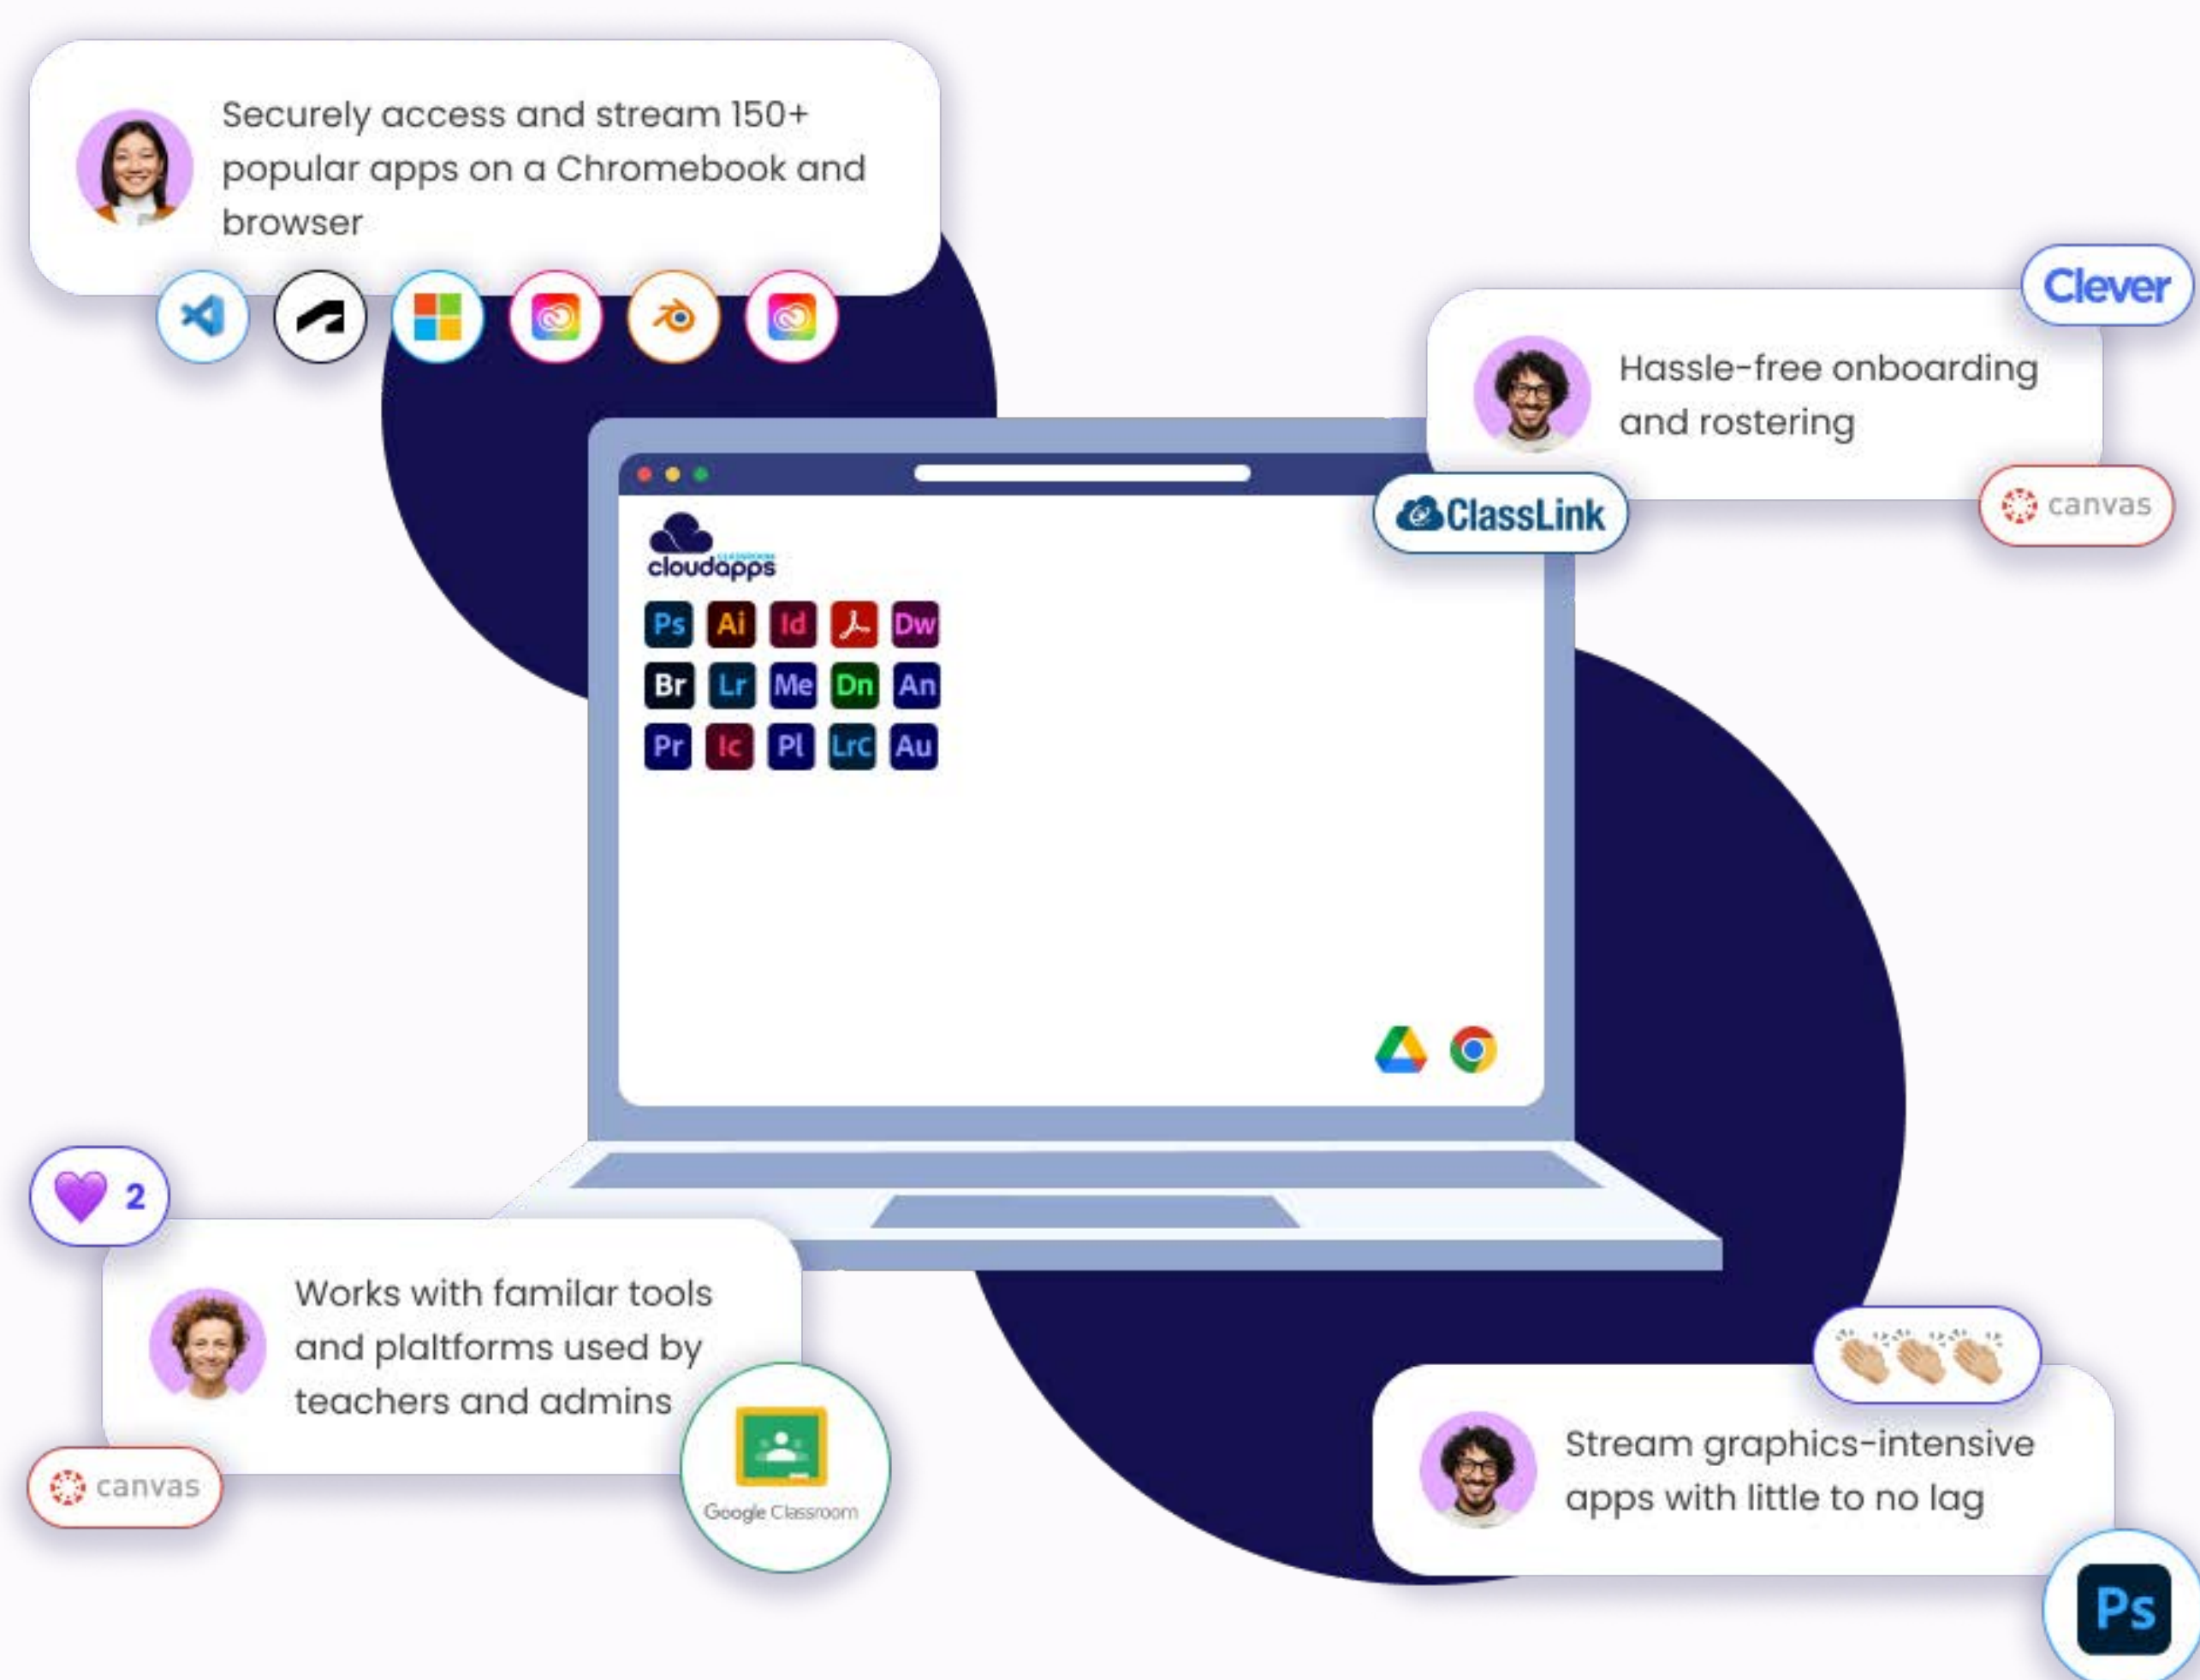 Securely access and stream 150+
popular apps on a Chromebook and
browser
Clever
Hassle-free onboarding
and rostering
ClassLink
canvas
CLASSROOM
cloudapps
Ps Ai Id Dw
Br Lr Me Dn An
Pr Ic Pl LrC Au
2
Works with familar tools
and plaltforms used by
teachers and admins
canvas
Google Classroom
Stream graphics-intensive
apps with little to no lag
Ps